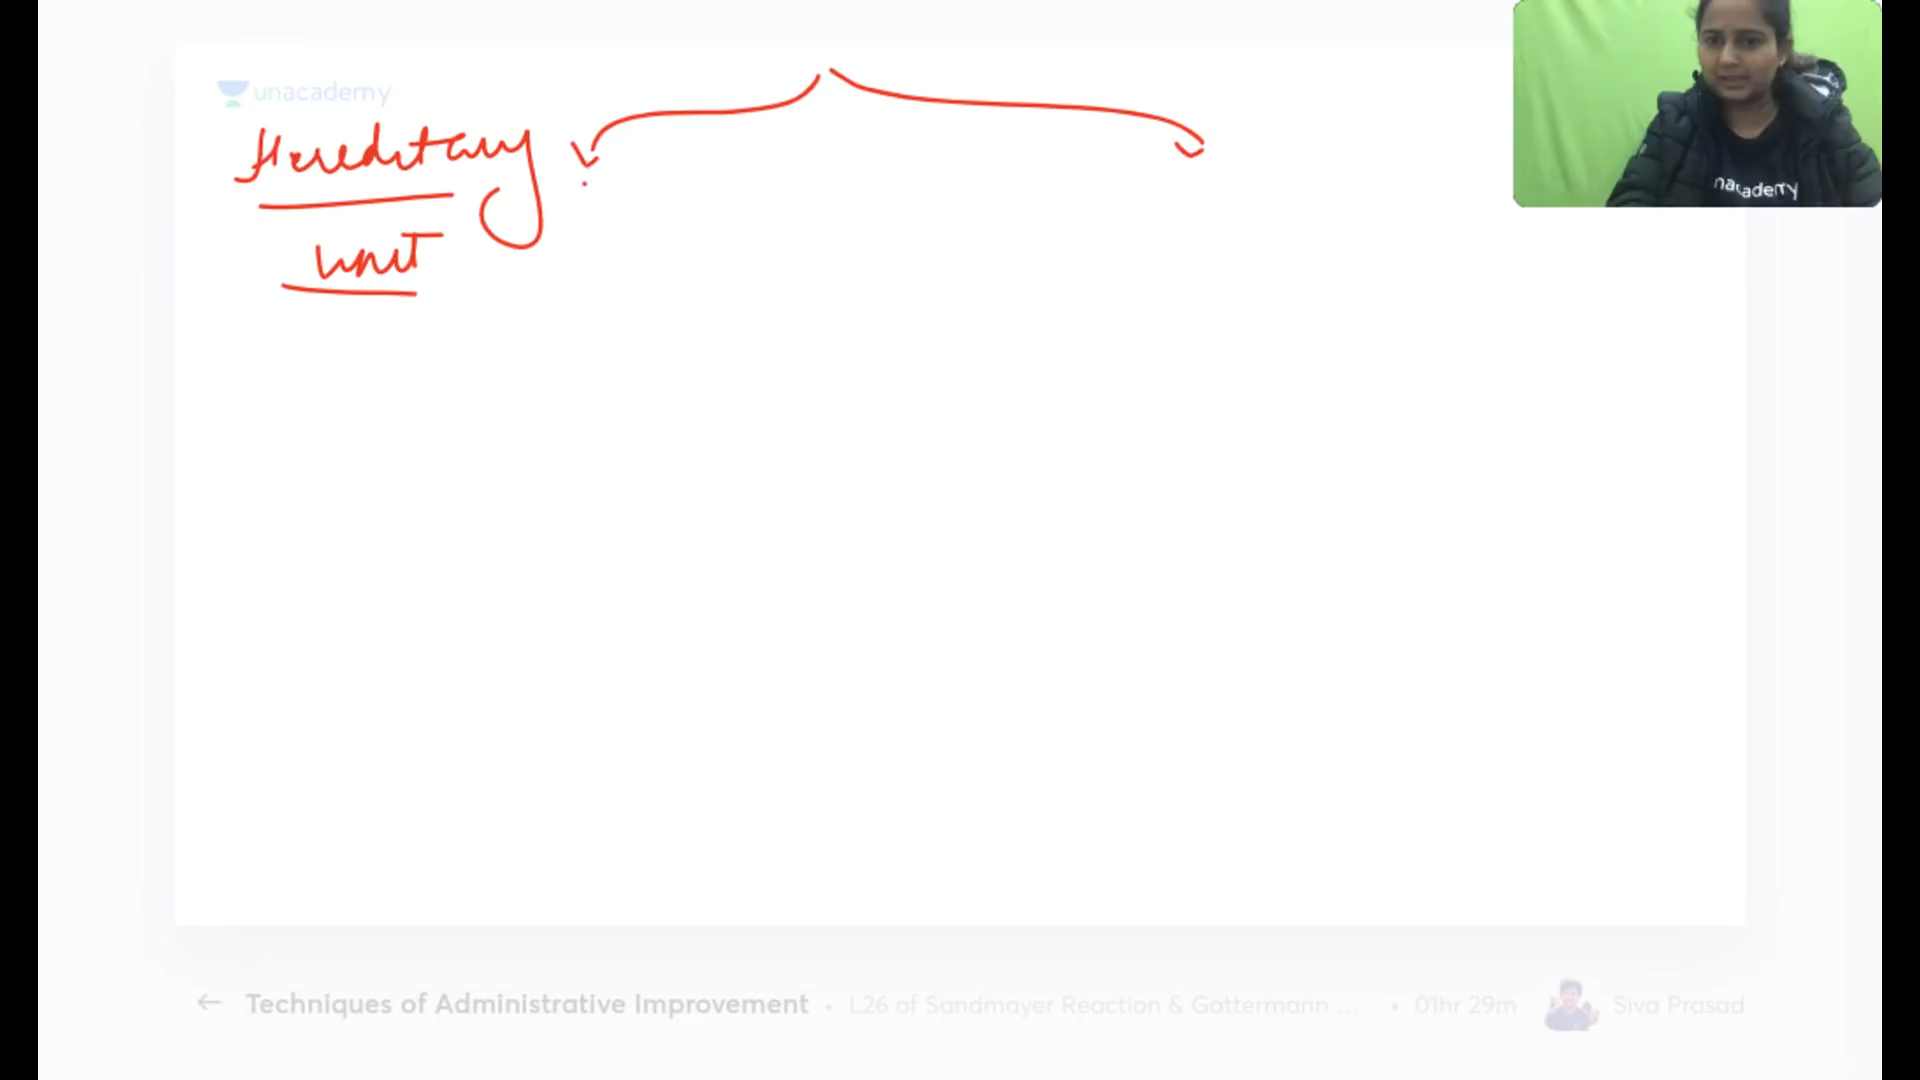 unacademy
Hereditary
unit
nacademy
← Techniques of Administrative Improvement • L26 of Sandmayer Reaction & Gattermann ... • 01hr 29m Siva Prasad